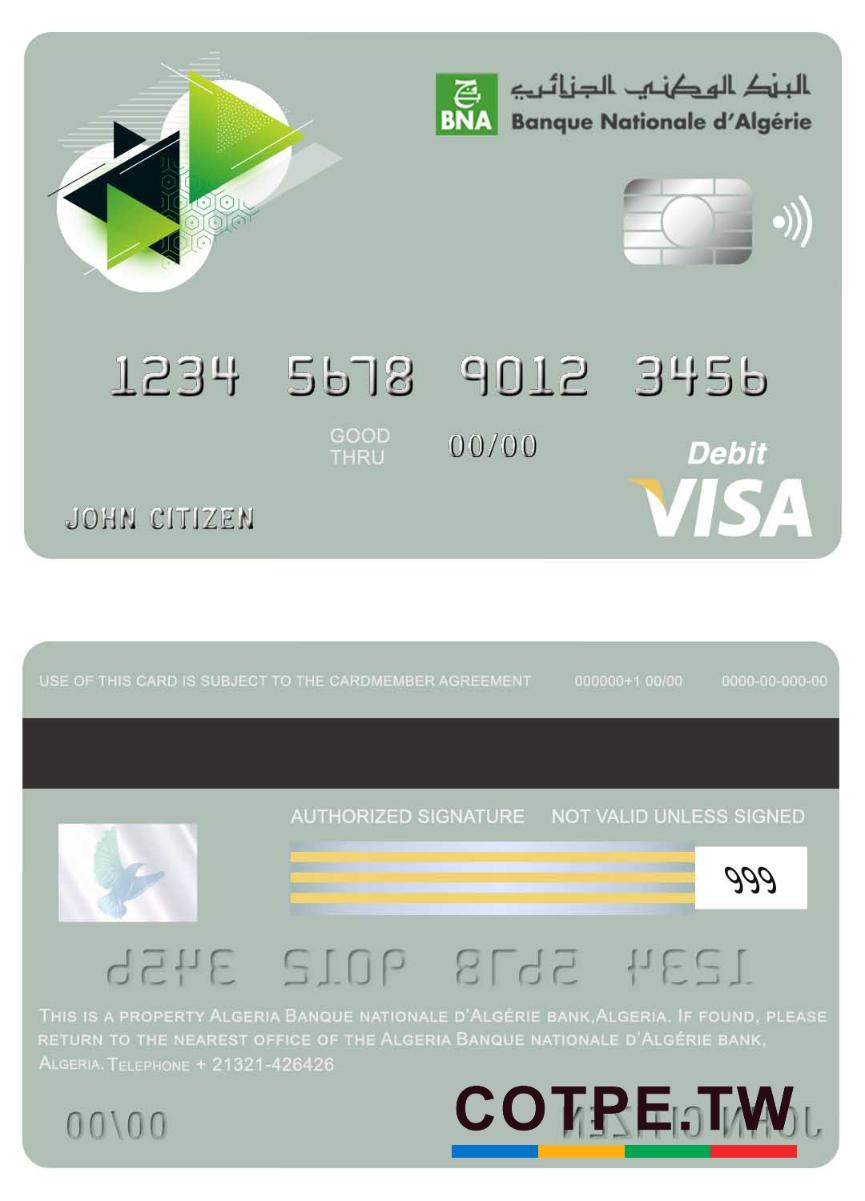 البنك الوطني الجزائري
BNA
Banque Nationale d'Algérie
1234 5678 9012 3456
GOOD THRU
00/00
Debit
VISA
JOHN CITIZEN
USE OF THIS CARD IS SUBJECT TO THE CARDMEMBER AGREEMENT 000000+1 00/00 0000-00-000-00
AUTHORIZED SIGNATURE NOT VALID UNLESS SIGNED
999
1234 5678 9012 3456
THIS IS A PROPERTY ALGERIA BANQUE NATIONALE D'ALGÉRIE BANK,ALGERIA. IF FOUND, PLEASE
RETURN TO THE NEAREST OFFICE OF THE ALGERIA BANQUE NATIONALE D'ALGÉRIE BANK,
ALGERIA. TELEPHONE + 21321-426426
COTPE.TW
00/00
JOHN CITIZEN